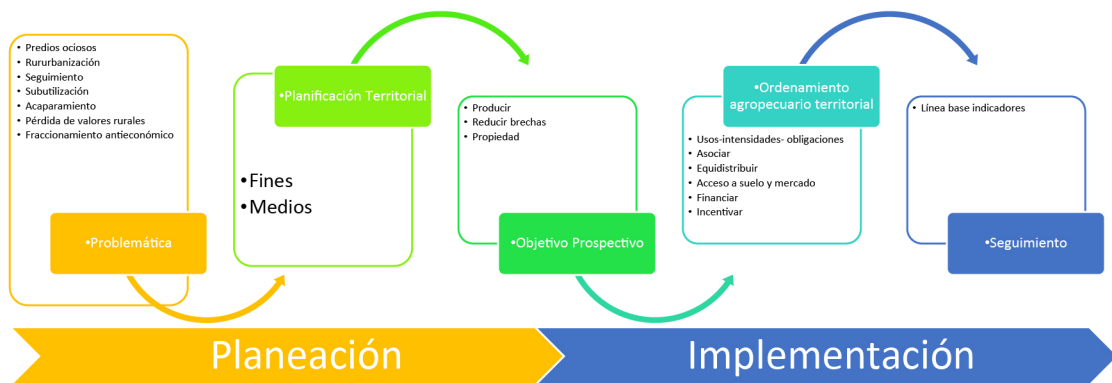 • Predios ociosos
• Rururbanización
• Seguimiento
• Subutilización
• Acaparamiento
• Pérdida de valores rurales
• Fraccionamiento antieconómico
•Problemática
•Planificación Territorial
•Fines
•Medios
• Producir
• Reducir brechas
• Propiedad
•Objetivo Prospectivo
•Ordenamiento
agropecuario territorial
• Usos-intensidades- obligaciones
• Asociar
• Equidistribuir
• Acceso a suelo y mercado
• Financiar
• Incentivar
• Línea base indicadores
•Seguimiento
Planeación
Implementación